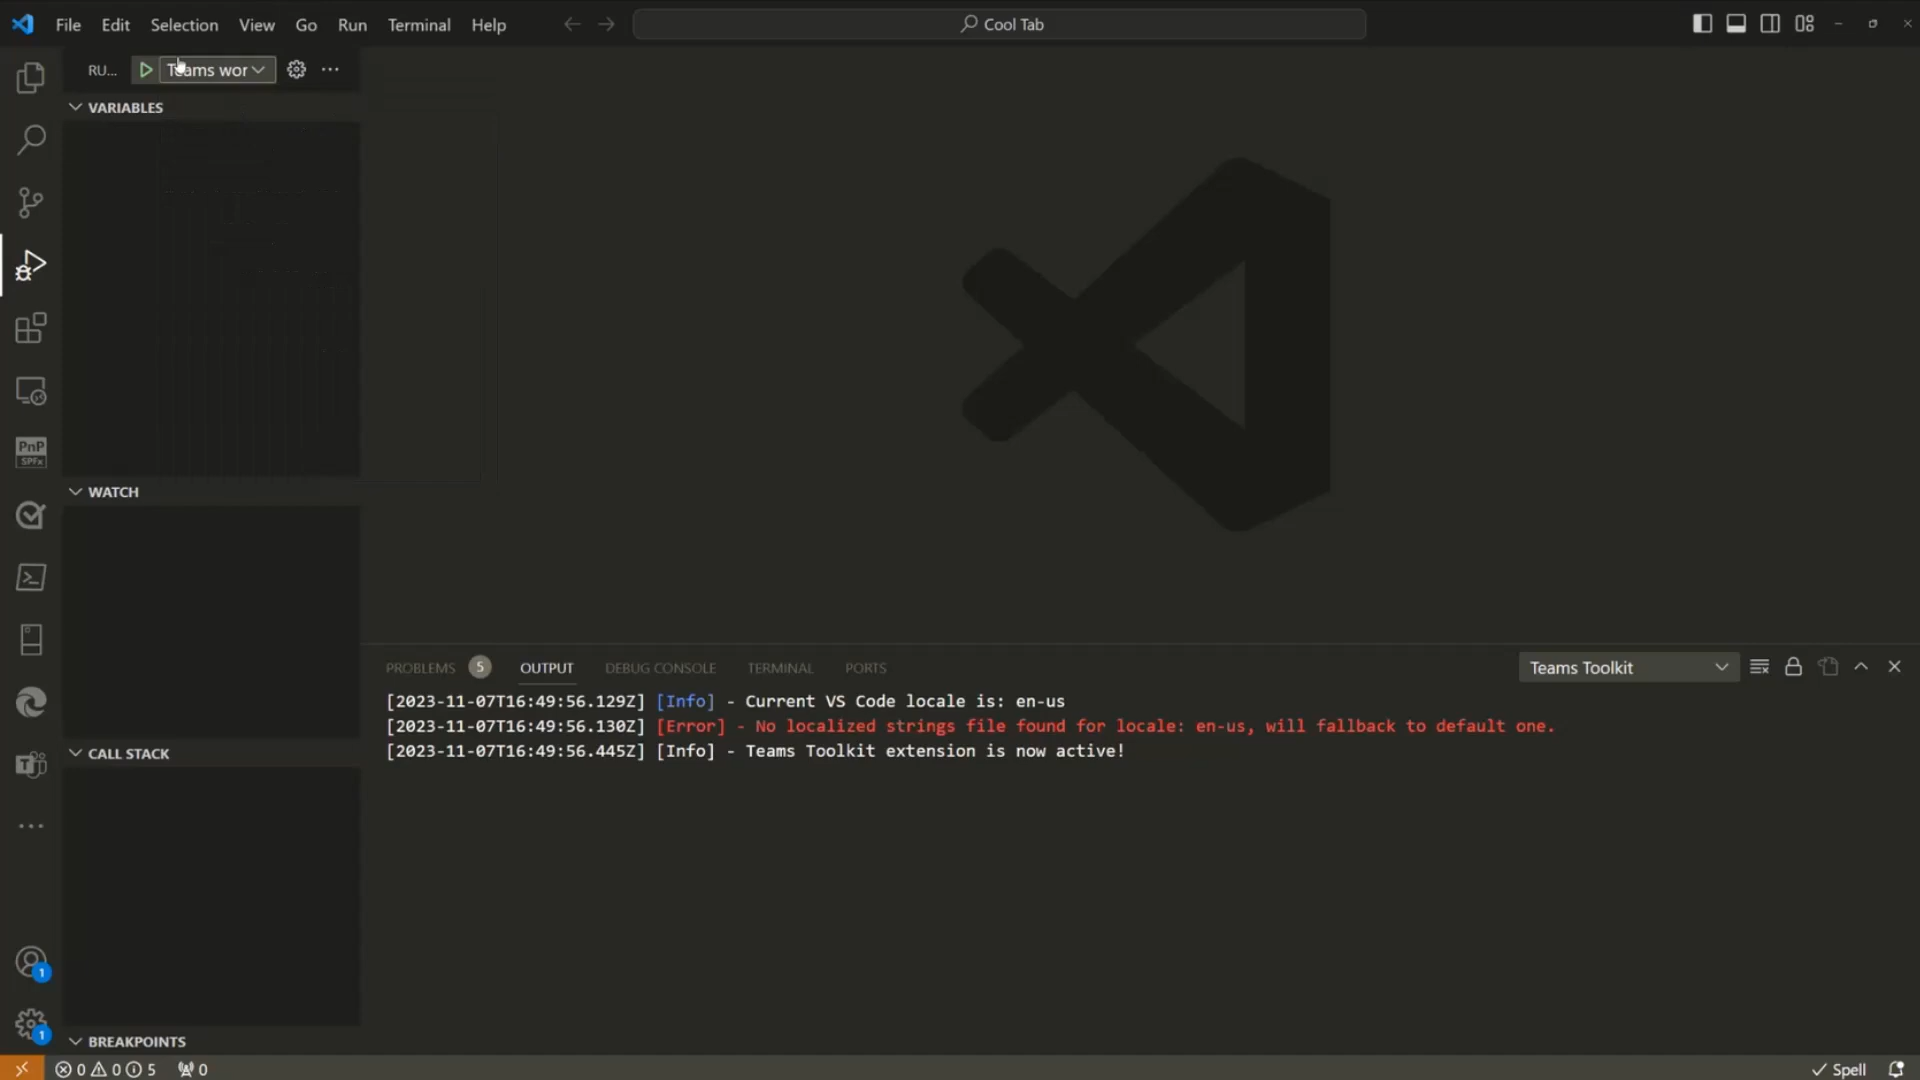 File Edit Selection View Go Run Terminal Help Cool Tab
RU... Teams wor
VARIABLES
PnP
SPFx
WATCH
PROBLEMS 5 OUTPUT DEBUG CONSOLE TERMINAL PORTS Teams Toolkit
[2023-11-07T16:49:56.129Z] [Info] - Current VS Code locale is: en-us
[2023-11-07T16:49:56.130Z] [Error] - No localized strings file found for locale: en-us, will fallback to default one.
[2023-11-07T16:49:56.445Z] [Info] - Teams Toolkit extension is now active!
CALL STACK
T
1
1
BREAKPOINTS
0 0 5 0 Spell